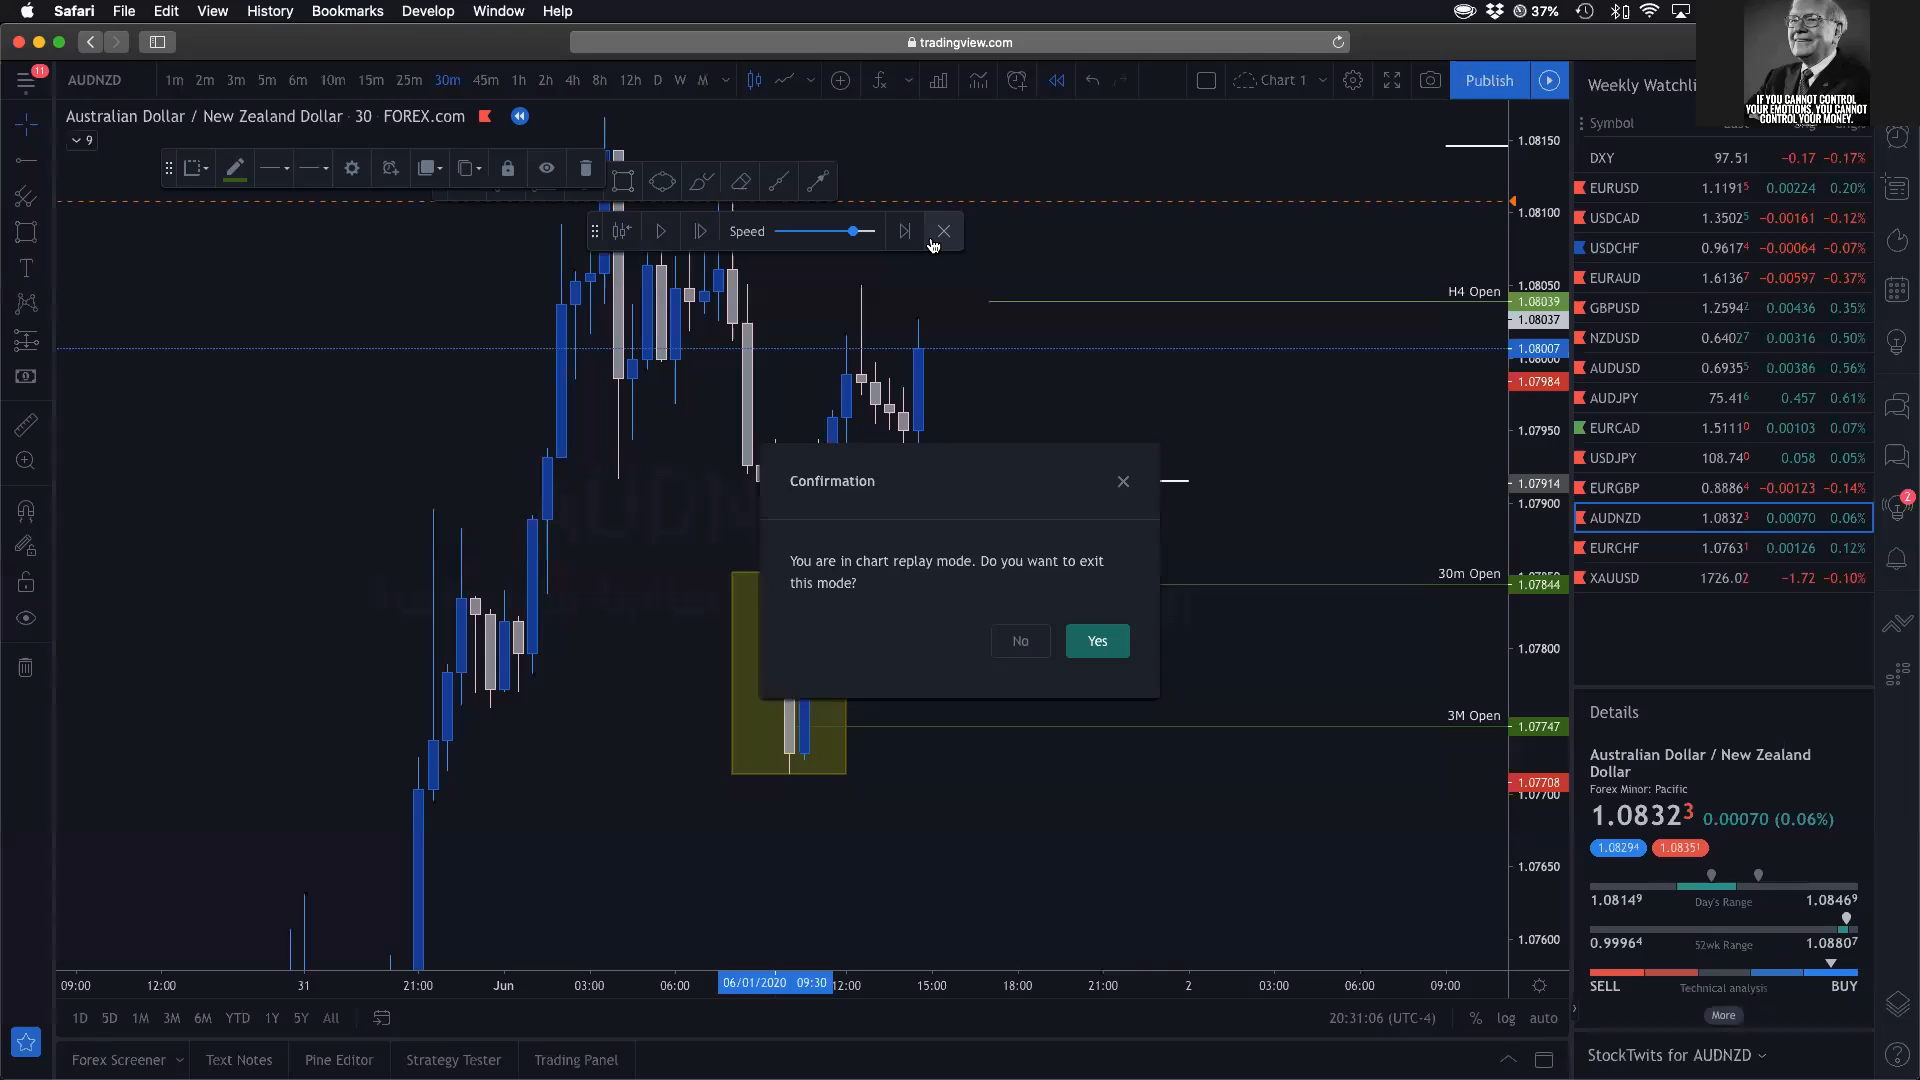 Safari File Edit View History Bookmarks Develop Window Help
37%
tradingview.com
11
AUDNZD 1m 2m 3m 5m 6m 10m 15m 25m 30m 45m 1h 2h 4h 8h 12h D W M
Chart 1
Publish
Weekly Watchli
IF YOU CANNOT CONTROL
YOUR EMOTIONS, YOU CANNOT
CONTROL YOUR MONEY.
Australian Dollar / New Zealand Dollar · 30 · FOREX.com
9
Speed
Confirmation
You are in chart replay mode. Do you want to exit
this mode?
No Yes
H4 Open
30m Open
3M Open
1.08150
1.08100
1.08050
1.08039
1.08037
1.08007
1.08000
1.07984
1.07950
1.07914
1.07900
1.07844
1.07800
1.07747
1.07708
1.07700
1.07650
1.07600
09:00 12:00 31 21:00 Jun 03:00 06:00 06/01/2020 09:30 12:00 15:00 18:00 21:00 2 03:00 06:00 09:00
1D 5D 1M 3M 6M YTD 1Y 5Y All
20:31:06 (UTC-4) % log auto
Forex Screener Text Notes Pine Editor Strategy Tester Trading Panel
Symbol
DXY 97.51 −0.17 −0.17%
EURUSD 1.11915 0.00224 0.20%
USDCAD 1.35025 −0.00161 −0.12%
USDCHF 0.96174 −0.00064 −0.07%
EURAUD 1.61367 −0.00597 −0.37%
GBPUSD 1.25942 0.00436 0.35%
NZDUSD 0.64027 0.00316 0.50%
AUDUSD 0.69355 0.00386 0.56%
AUDJPY 75.416 0.457 0.61%
EURCAD 1.51110 0.00103 0.07%
USDJPY 108.740 0.058 0.05%
EURGBP 0.88864 −0.00123 −0.14%
AUDNZD 1.08323 0.00070 0.06%
EURCHF 1.07631 0.00126 0.12%
XAUUSD 1726.02 −1.72 −0.10%
2
Details
Australian Dollar / New Zealand
Dollar
Forex Minor: Pacific
1.08323 0.00070 (0.06%)
1.08294 1.08351
1.08149 Day's Range 1.08469
0.99964 52wk Range 1.08807
SELL Technical analysis BUY
More
StockTwits for AUDNZD